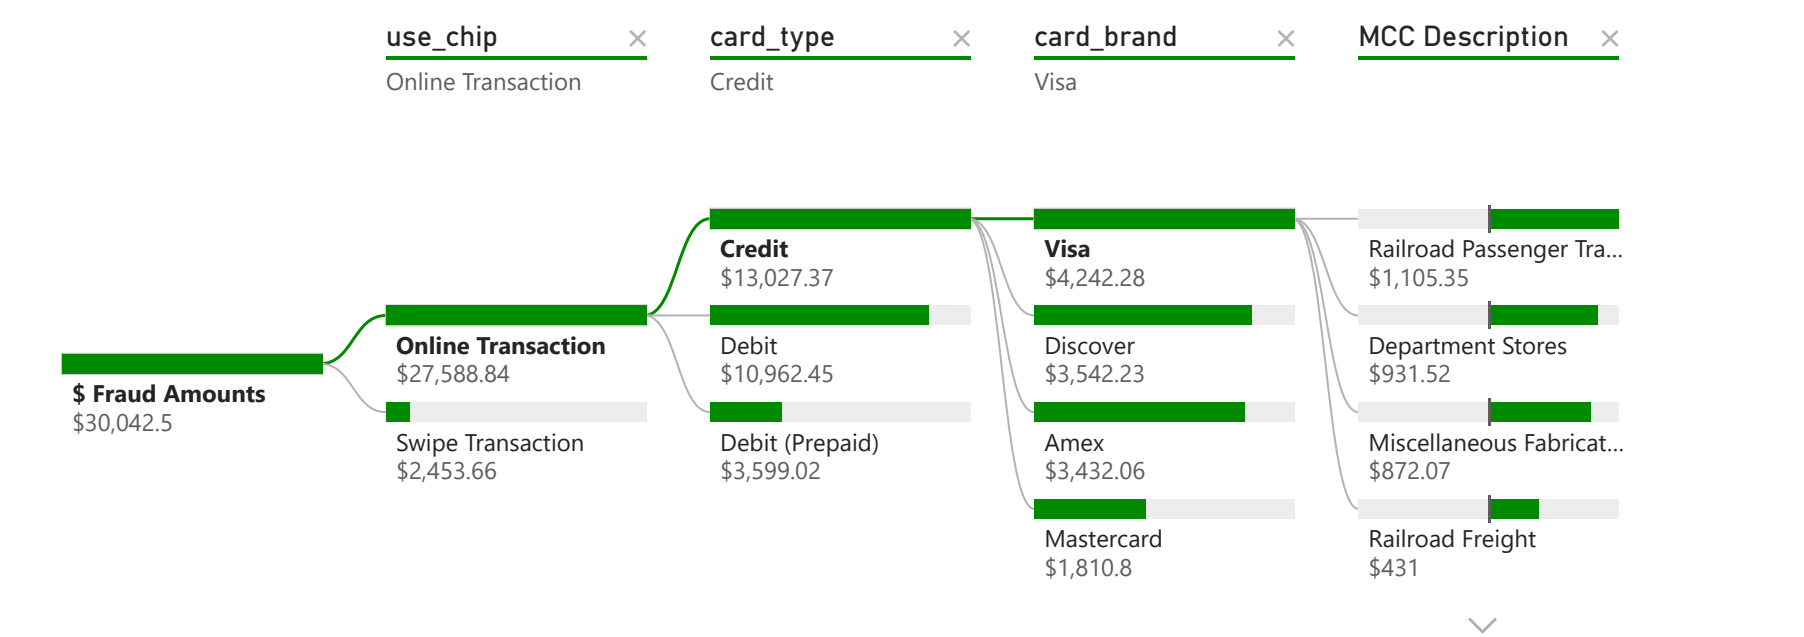 use_chip
card_type
card_brand
MCC Description
Online Transaction
Credit
Visa
$ Fraud Amounts
$30,042.5
Online Transaction
$27,588.84
Swipe Transaction
$2,453.66
Credit
$13,027.37
Debit
$10,962.45
Debit (Prepaid)
$3,599.02
Visa
$4,242.28
Discover
$3,542.23
Amex
$3,432.06
Mastercard
$1,810.8
Railroad Passenger Tra...
$1,105.35
Department Stores
$931.52
Miscellaneous Fabricat...
$872.07
Railroad Freight
$431